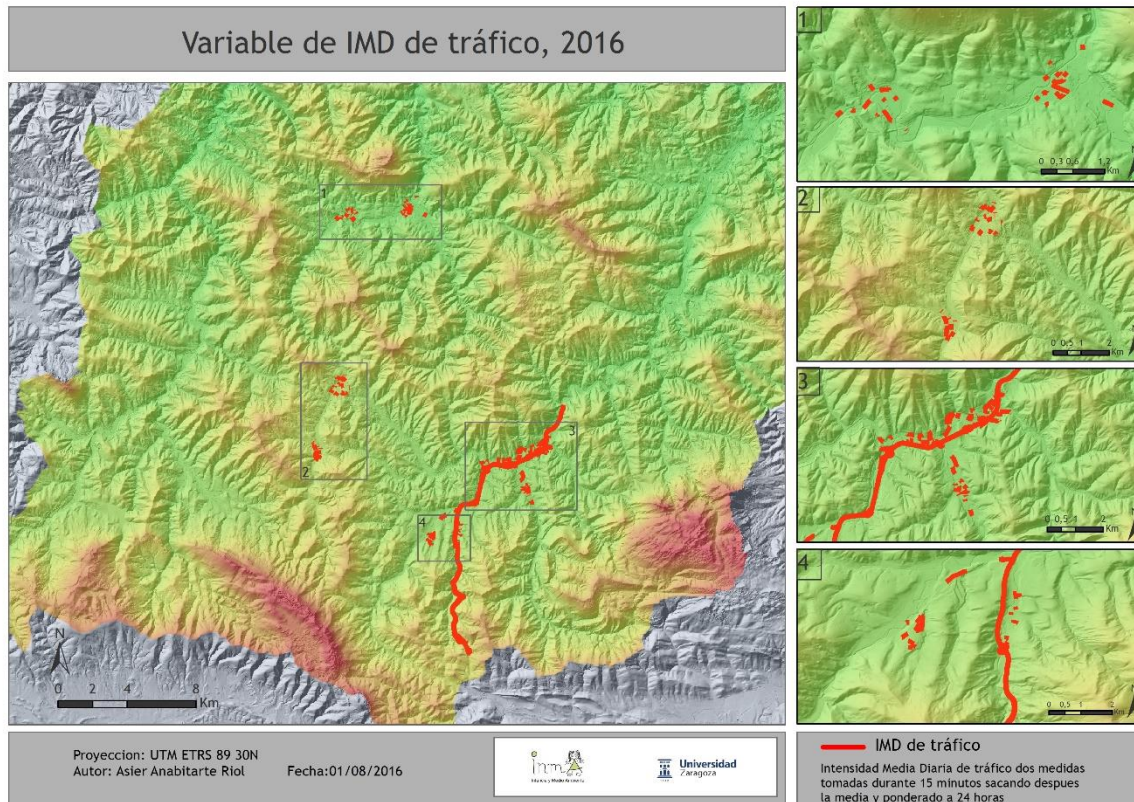 Variable de IMD de tráfico, 2016
1
2
3
4
N
0 2 4 8
Km
1
0 0,3 0,6 1,2
Km
2
0 0,5 1 2
Km
3
0 0,5 1 2
Km
4
0 0,5 1 2
Km
Proyeccion: UTM ETRS 89 30N
Autor: Asier Anabitarte Riol Fecha:01/08/2016
inma
Infancia y Medio Ambiente
Universidad
Zaragoza
IMD de tráfico
Intensidad Media Diaria de tráfico dos medidas
tomadas durante 15 minutos sacando despues
la media y ponderado a 24 horas